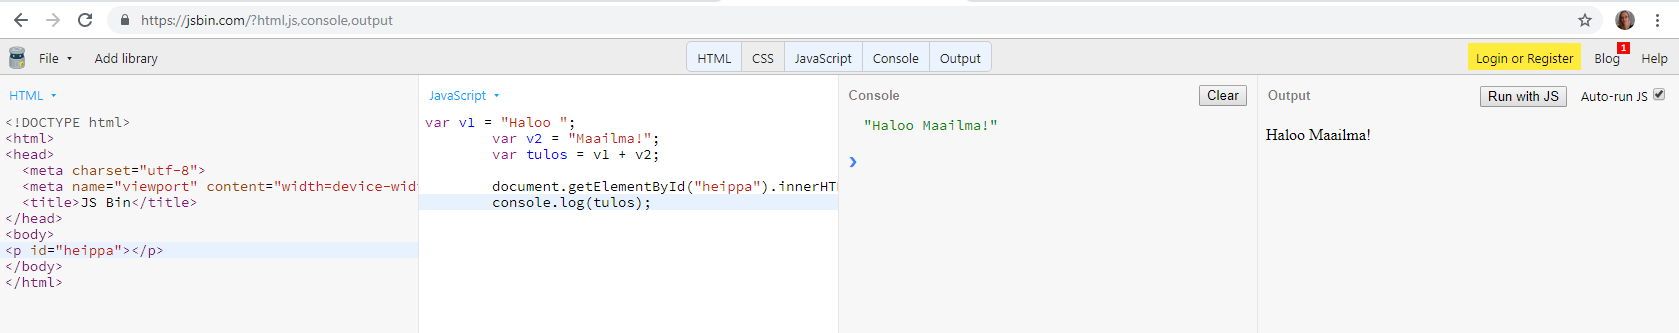 https://jsbin.com/?html,js,console,output
File Add library HTML CSS JavaScript Console Output Login or Register Blog 1 Help
HTML
<!DOCTYPE html>
<html>
<head>
<meta charset="utf-8">
<meta name="viewport" content="width=device-wid
<title>JS Bin</title>
</head>
<body>
<p id="heippa"></p>
</body>
</html>
JavaScript
var v1 = "Haloo ";
var v2 = "Maailma!";
var tulos = v1 + v2;
document.getElementById("heippa").innerHT
console.log(tulos);
Console Clear
"Haloo Maailma!"
Output Run with JS Auto-run JS
Haloo Maailma!